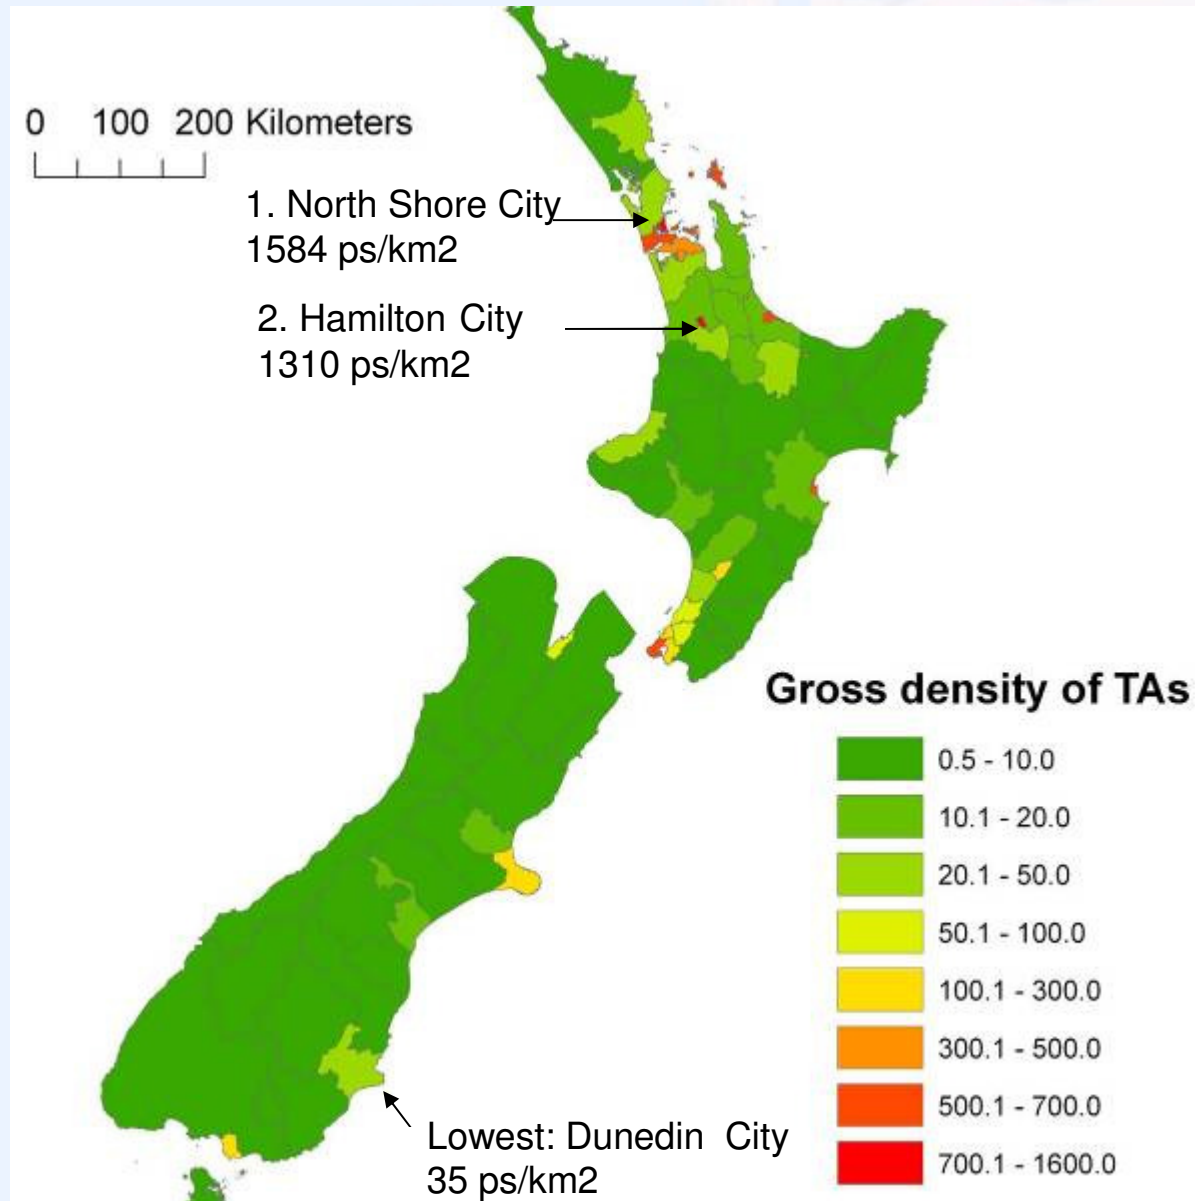 0 100 200 Kilometers
1. North Shore City
1584 ps/km2
2. Hamilton City
1310 ps/km2
Gross density of TAs
0.5 - 10.0
10.1 - 20.0
20.1 - 50.0
50.1 - 100.0
100.1 - 300.0
300.1 - 500.0
500.1 - 700.0
700.1 - 1600.0
Lowest: Dunedin City
35 ps/km2